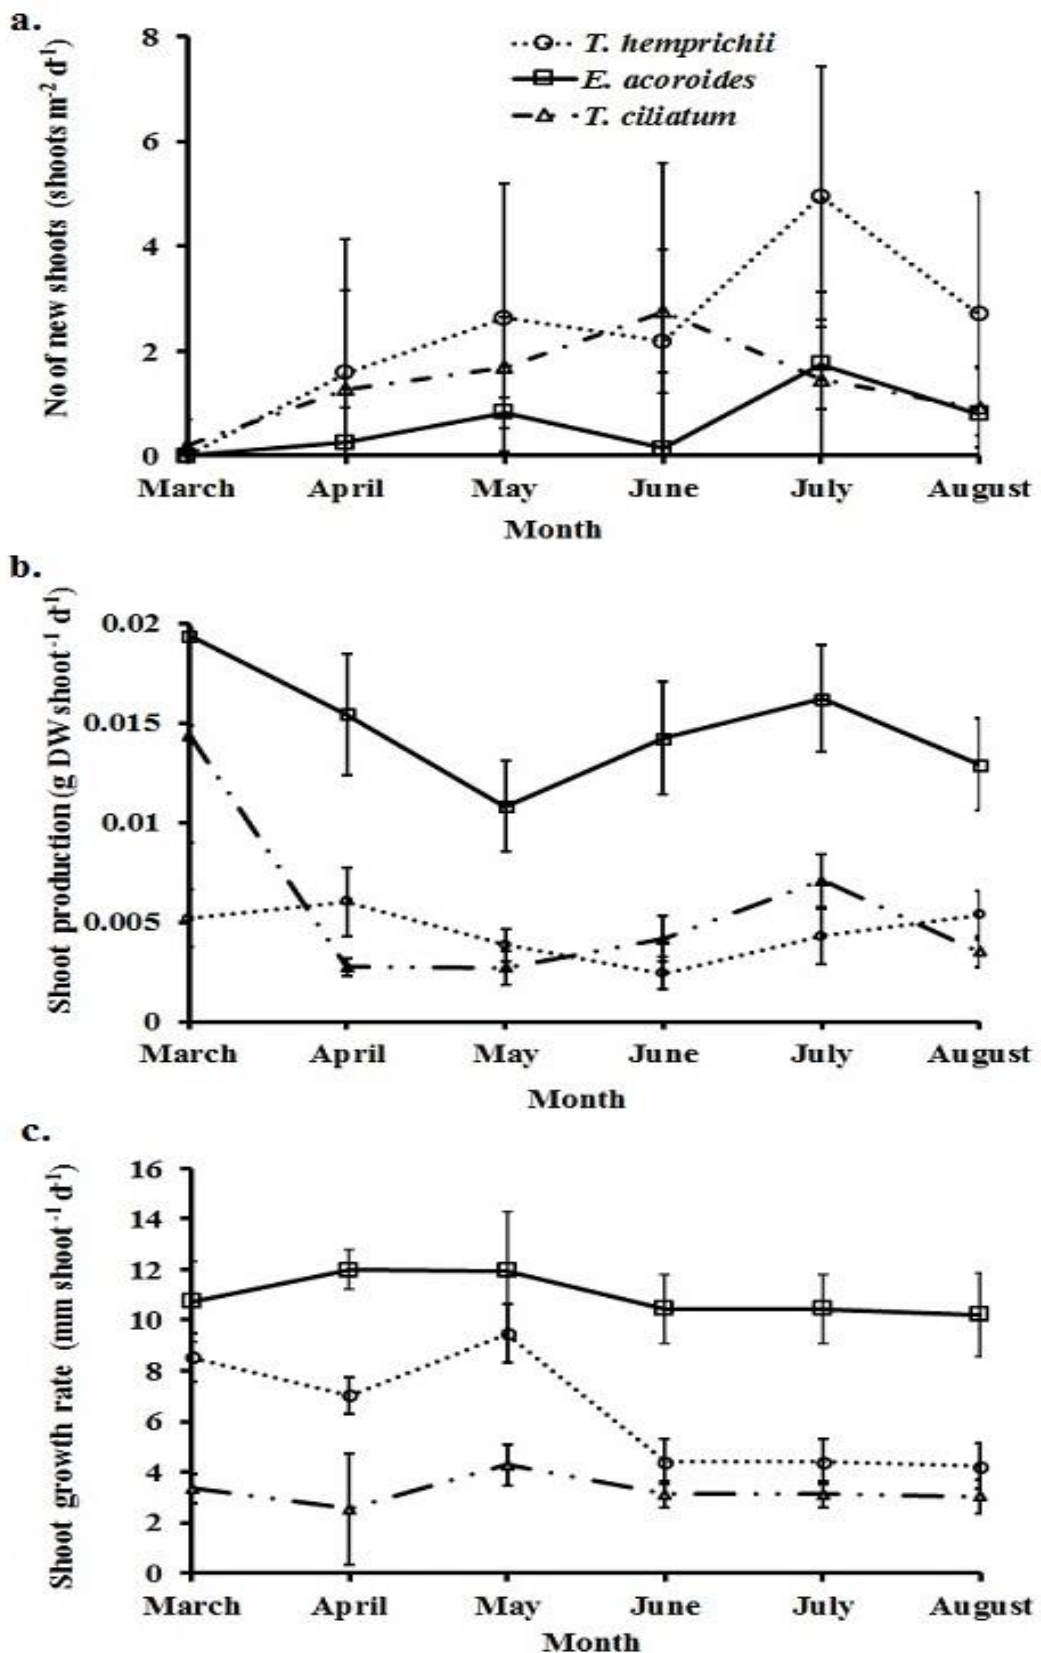 a.
No of new shoots (shoots m-2 d-1)
8
6
4
2
0
T. hemprichii
E. acoroides
T. ciliatum
March April May June July August
Month
b.
Shoot production (g DW shoot-1 d-1)
0.02
0.015
0.01
0.005
0
March April May June July August
Month
c.
Shoot growth rate (mm shoot-1 d-1)
16
14
12
10
8
6
4
2
0
March April May June July August
Month